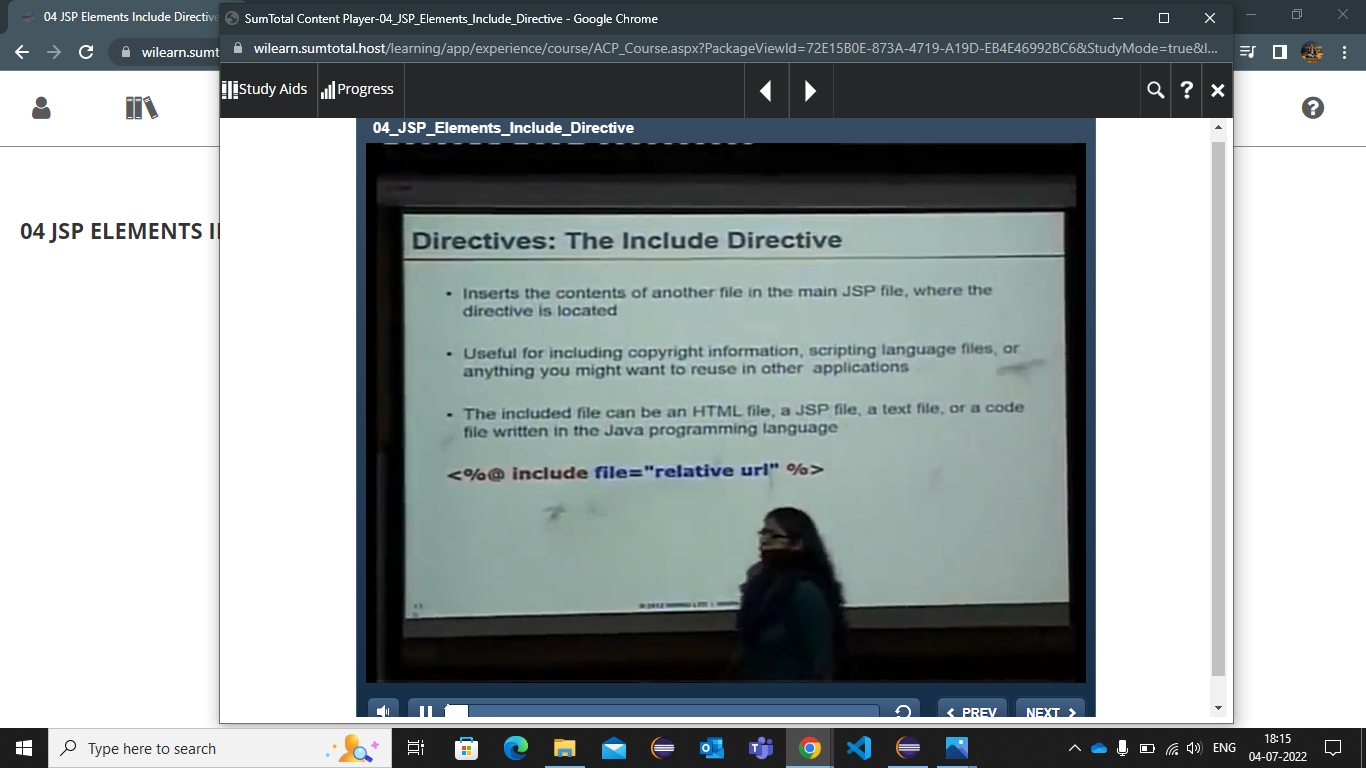 04 JSP Elements Include Directive
SumTotal Content Player-04_JSP_Elements_Include_Directive - Google Chrome
wilearn.sumt
wilearn.sumtotal.host/learning/app/experience/course/ACP_Course.aspx?PackageViewId=72E15B0E-873A-4719-A19D-EB4E46992BC6&StudyMode=true&l...
Study Aids
Progress
?
?
04_JSP_Elements_Include_Directive
04 JSP ELEMENTS I
Directives: The Include Directive
• Inserts the contents of another file in the main JSP file, where the
directive is located
• Useful for including copyright information, scripting language files, or
anything you might want to reuse in other applications
• The included file can be an HTML file, a JSP file, a text file, or a code
file written in the Java programming language
<%@ include file="relative url" %>
PREV
NEXT
Type here to search
ENG
18:15
04-07-2022